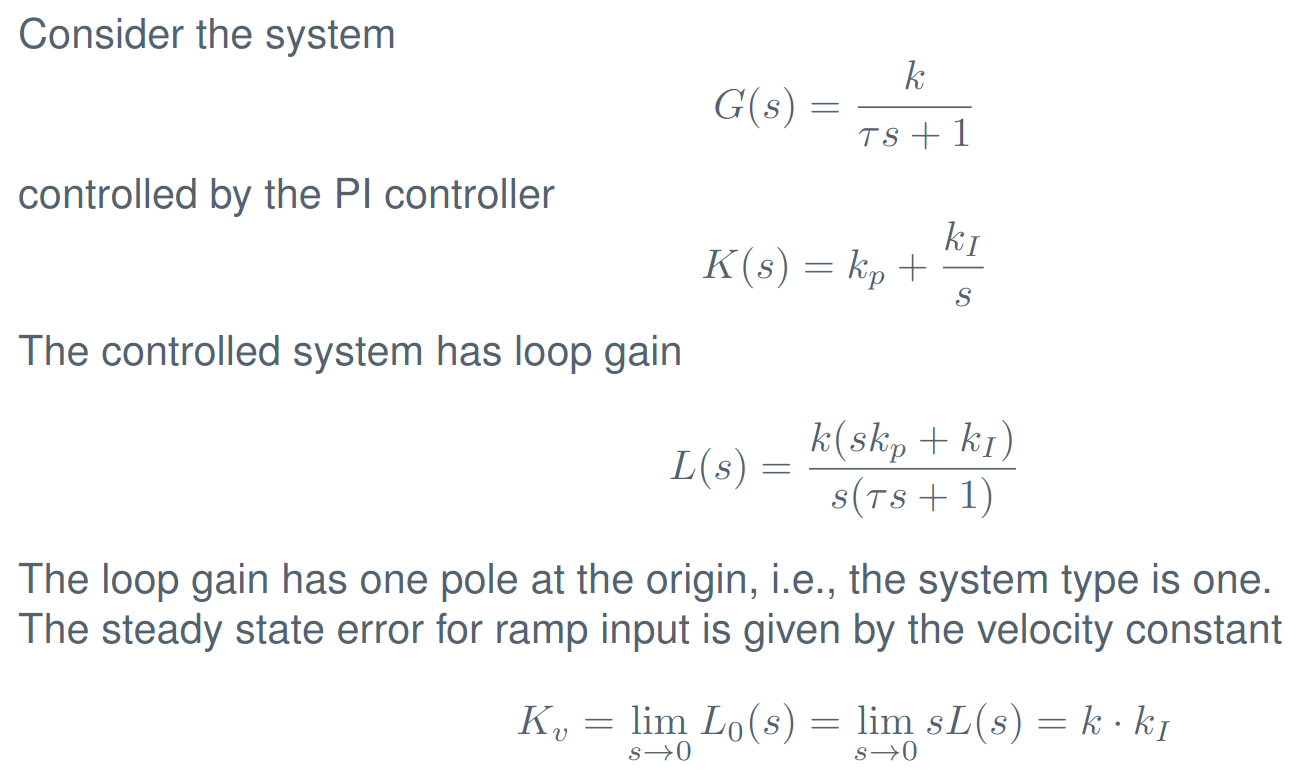 Consider the system
G(s) = \frac{k}{\tau s + 1}
controlled by the PI controller
K(s) = k_p + \frac{k_I}{s}
The controlled system has loop gain
L(s) = \frac{k(sk_p + k_I)}{s(\tau s + 1)}
The loop gain has one pole at the origin, i.e., the system type is one.
The steady state error for ramp input is given by the velocity constant
K_v = \lim_{s \to 0} L_0(s) = \lim_{s \to 0} sL(s) = k \cdot k_I